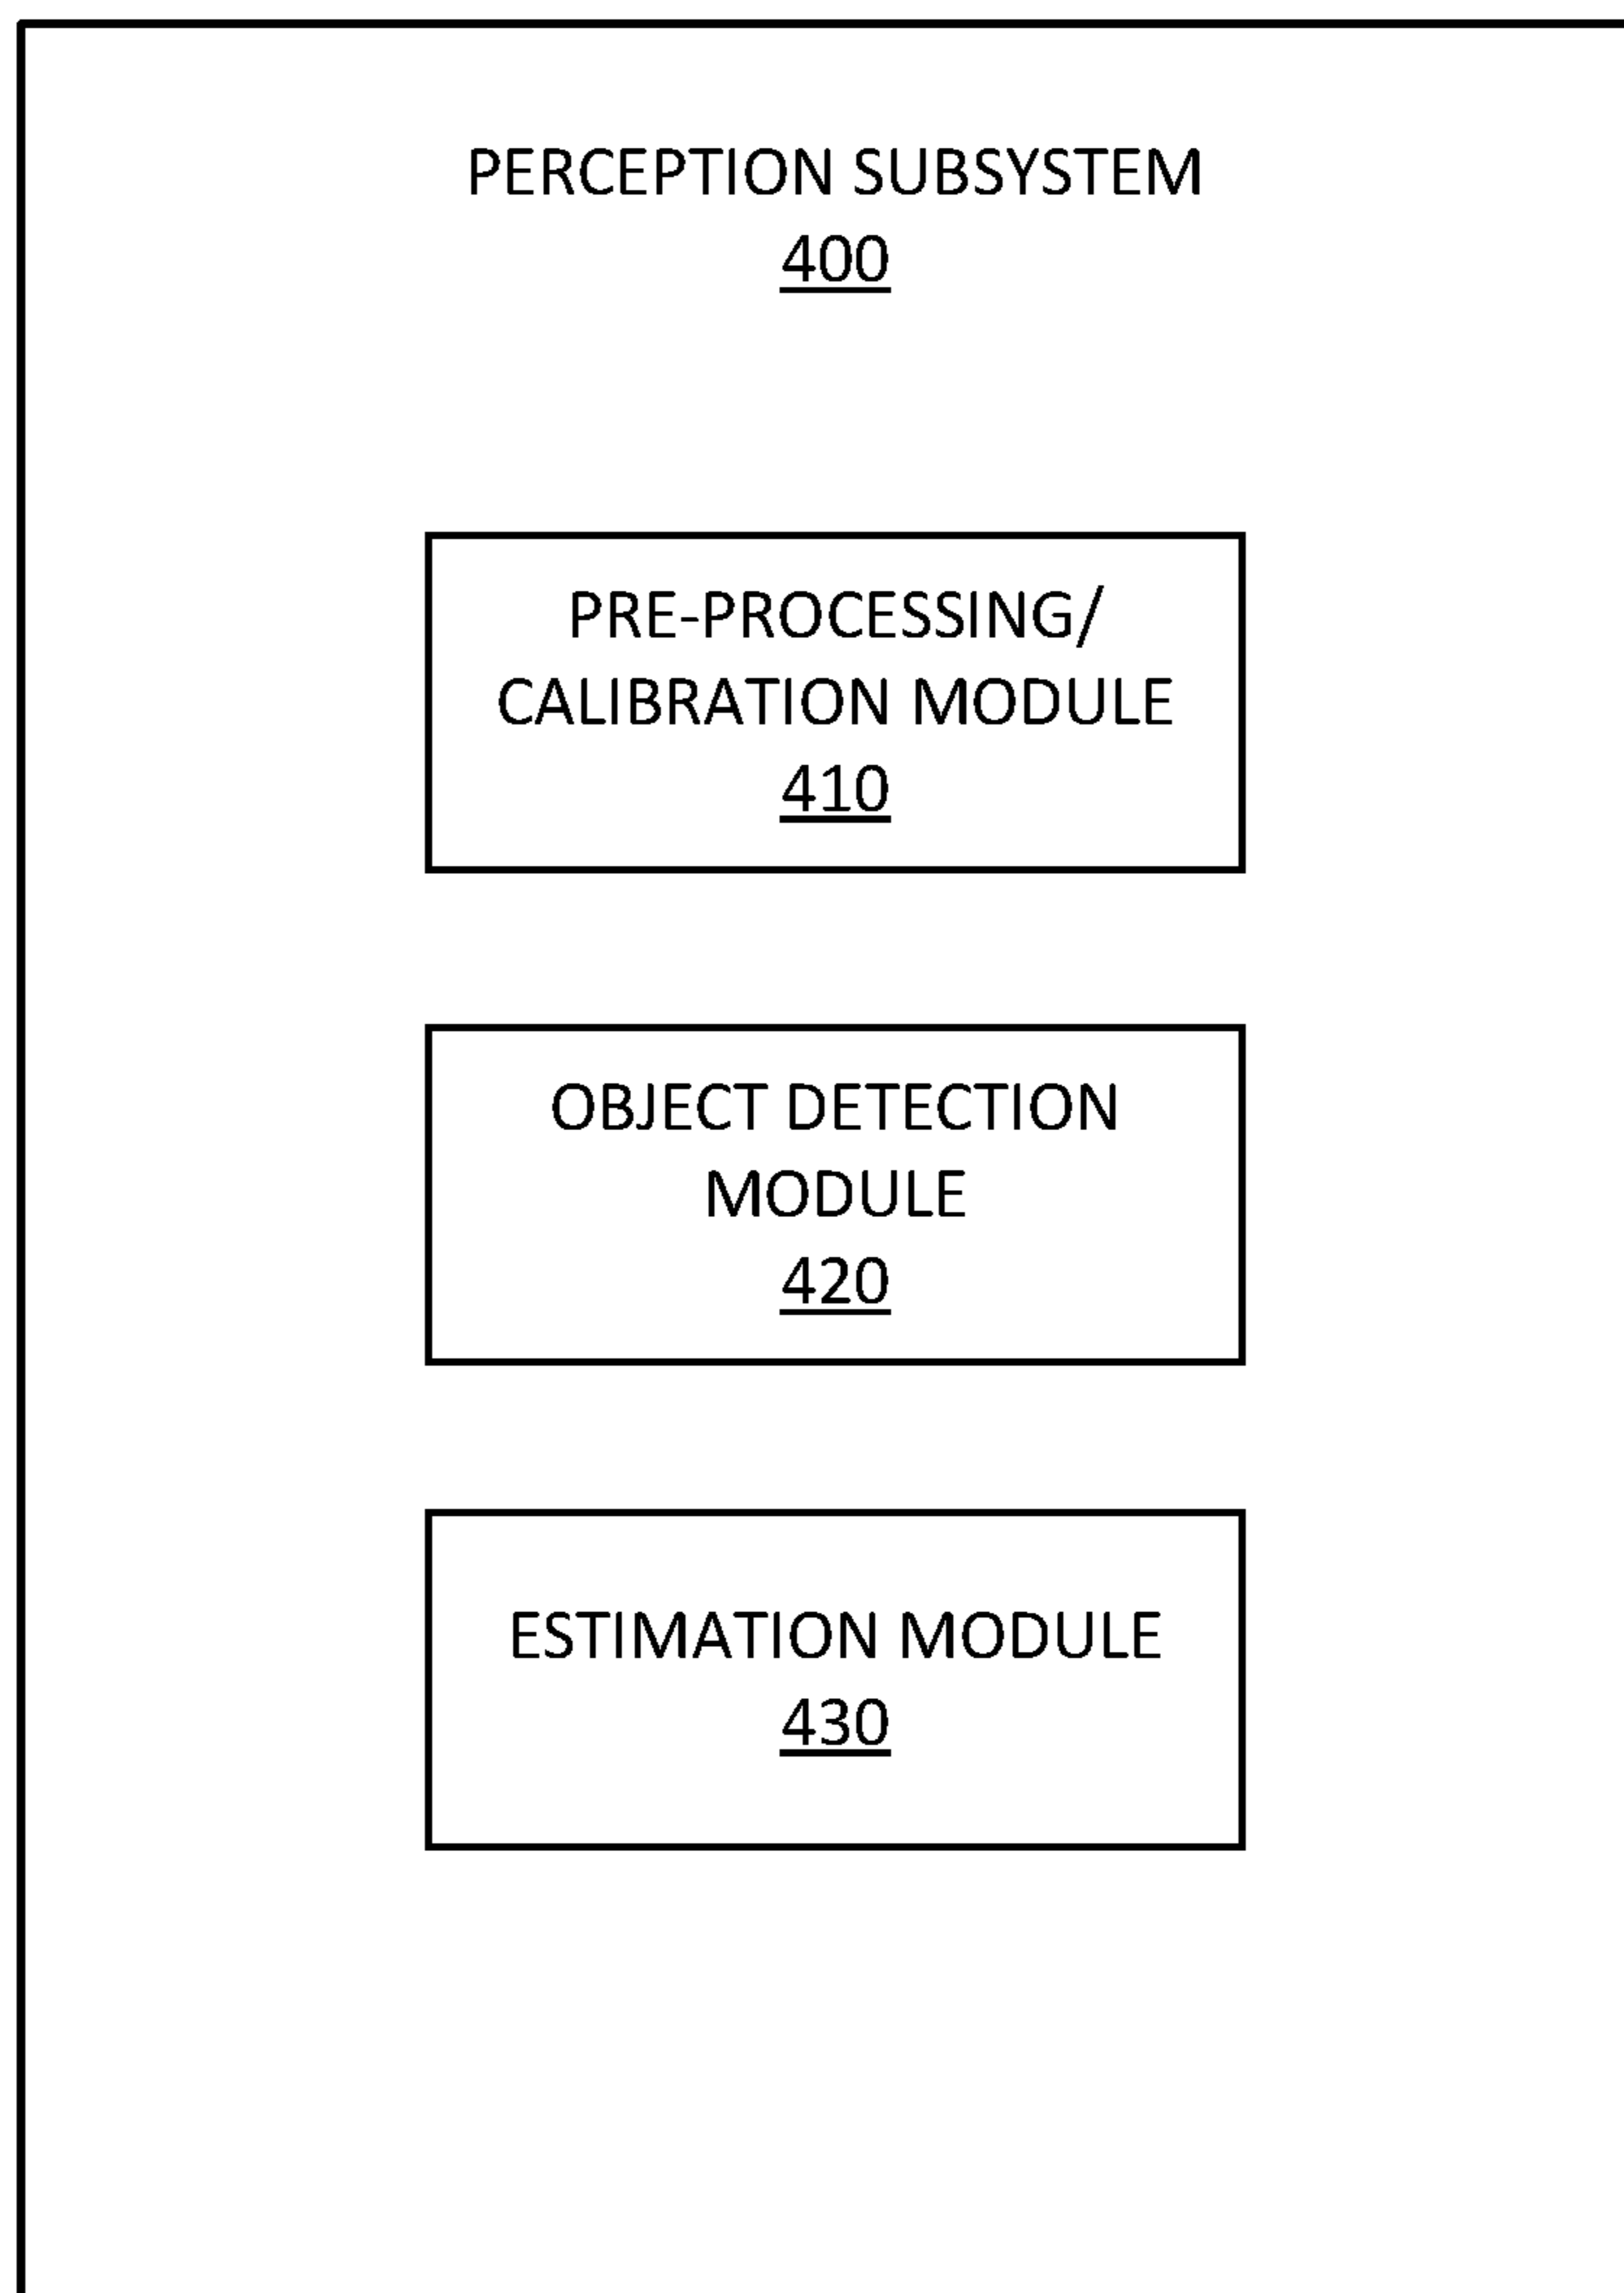 PERCEPTION SUBSYSTEM
400
PRE-PROCESSING/
CALIBRATION MODULE
410
OBJECT DETECTION
MODULE
420
ESTIMATION MODULE
430